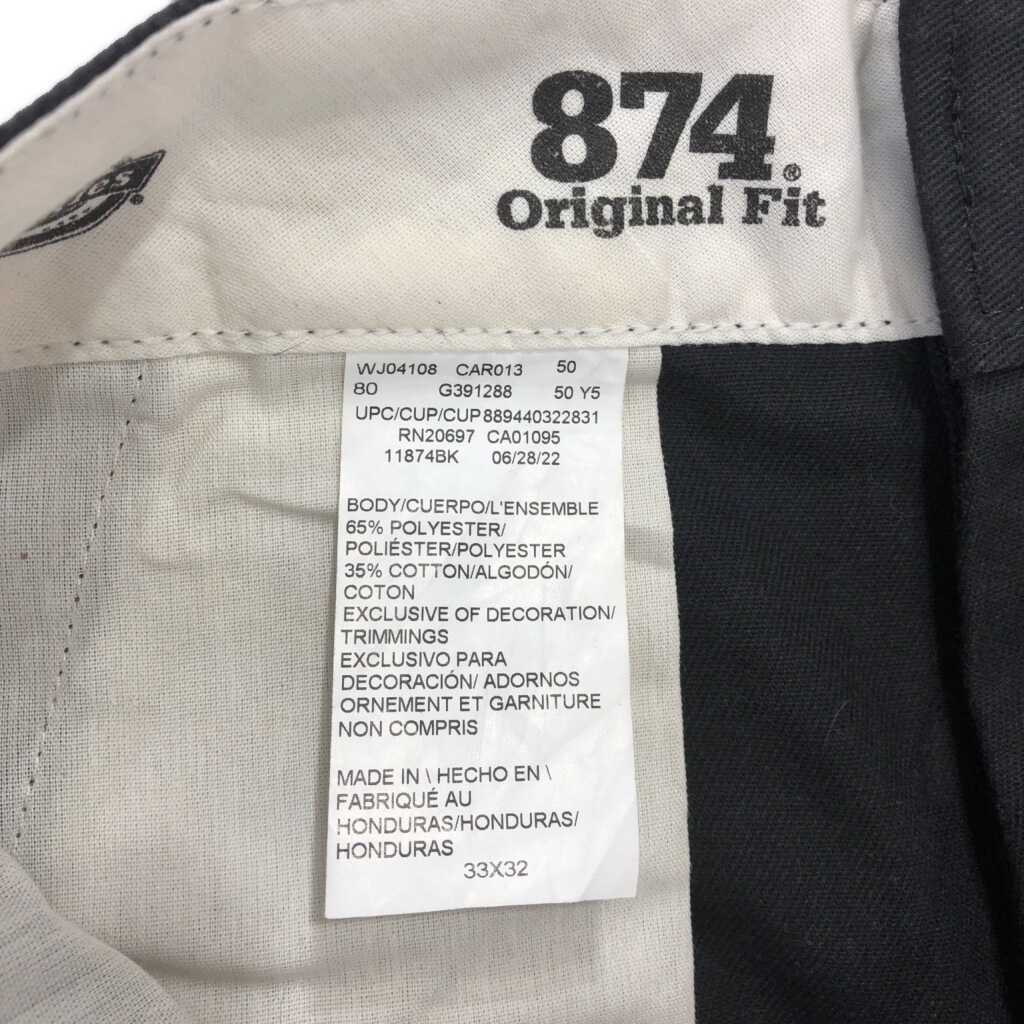 874®
Original Fit
WJ04108 CAR013 50
80 G391288 50 Y5
UPC/CUP/CUP889440322831
RN20697 CA01095
11874BK 06/28/22
BODY/CUERPO/L'ENSEMBLE
65% POLYESTER/
POLIÉSTER/POLYESTER
35% COTTON/ALGODÓN/
COTON
EXCLUSIVE OF DECORATION/
TRIMMINGS
EXCLUSIVO PARA
DECORACIÓN/ ADORNOS
ORNEMENT ET GARNITURE
NON COMPRIS
MADE IN \ HECHO EN \
FABRIQUÉ AU
HONDURAS/HONDURAS/
HONDURAS
33X32